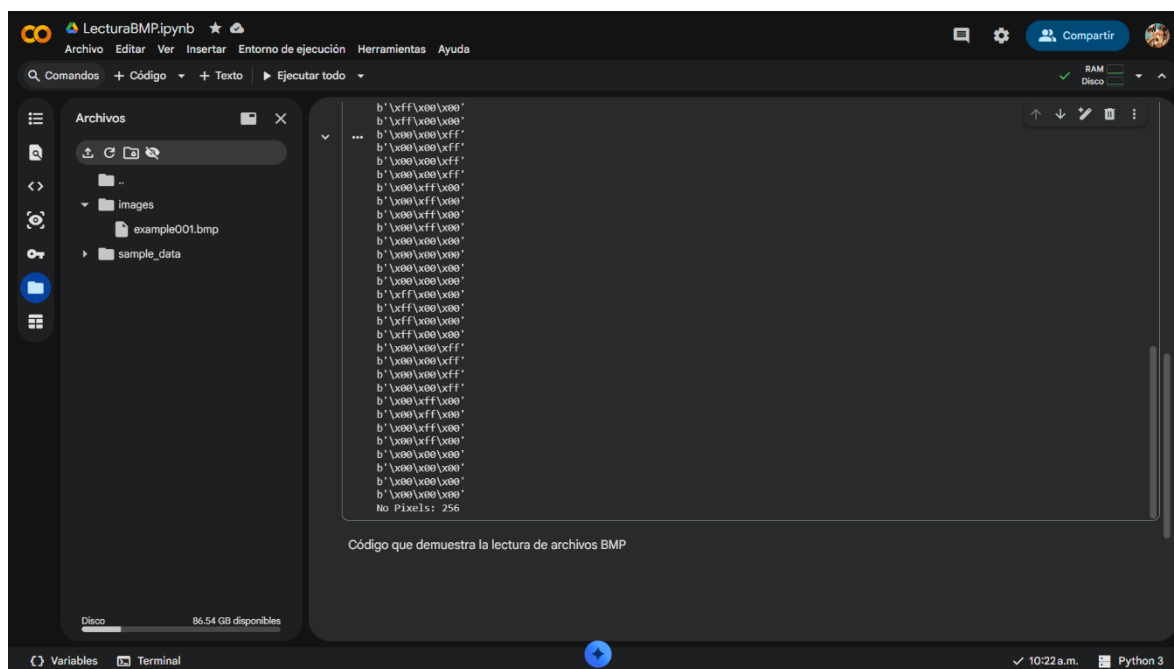 LecturaBMP.ipynb
Archivo Editar Ver Insertar Entorno de ejecución Herramientas Ayuda
Compartir
Comandos + Código + Texto Ejecutar todo
RAM
Disco
Archivos
..
images
example001.bmp
sample_data
Disco 86.54 GB disponibles
b'\xff\x00\x00'
b'\xff\x00\x00'
... b'\x00\x00\xff'
b'\x00\x00\xff'
b'\x00\x00\xff'
b'\x00\x00\xff'
b'\x00\xff\x00'
b'\x00\xff\x00'
b'\x00\xff\x00'
b'\x00\xff\x00'
b'\x00\x00\x00'
b'\x00\x00\x00'
b'\x00\x00\x00'
b'\x00\x00\x00'
b'\xff\x00\x00'
b'\xff\x00\x00'
b'\xff\x00\x00'
b'\xff\x00\x00'
b'\x00\x00\xff'
b'\x00\x00\xff'
b'\x00\x00\xff'
b'\x00\x00\xff'
b'\x00\xff\x00'
b'\x00\xff\x00'
b'\x00\xff\x00'
b'\x00\xff\x00'
b'\x00\x00\x00'
b'\x00\x00\x00'
b'\x00\x00\x00'
b'\x00\x00\x00'
No Pixels: 256
Código que demuestra la lectura de archivos BMP
Variables Terminal
10:22 a.m. Python 3